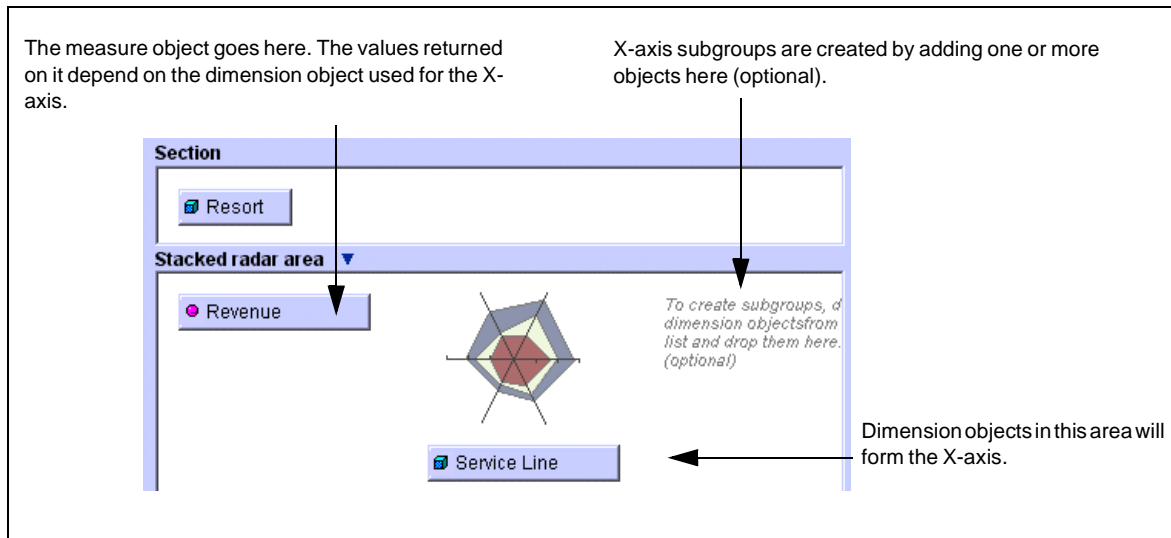 The measure object goes here. The values returned
on it depend on the dimension object used for the X-
axis.
X-axis subgroups are created by adding one or more
objects here (optional).
Section
Resort
Stacked radar area
Revenue
To create subgroups, d
dimension objectsfrom
list and drop them here.
(optional)
Service Line
Dimension objects in this area will
form the X-axis.